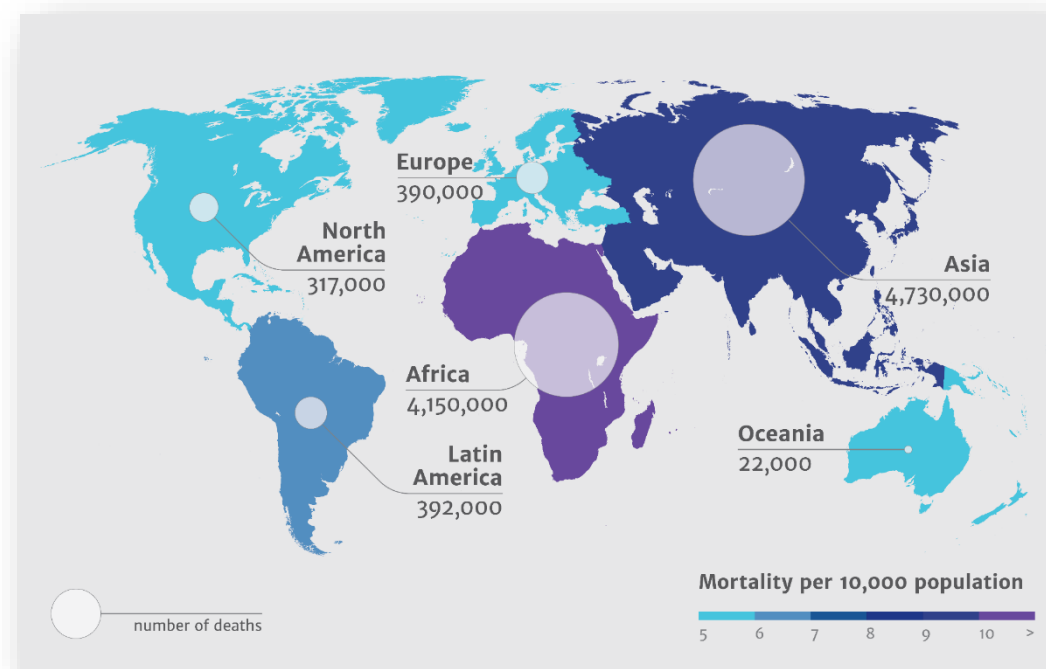 Europe
390,000
North
America
317,000
Asia
4,730,000
Africa
4,150,000
Oceania
22,000
Latin
America
392,000
Mortality per 10,000 population
5 6 7 8 9 10 >
number of deaths